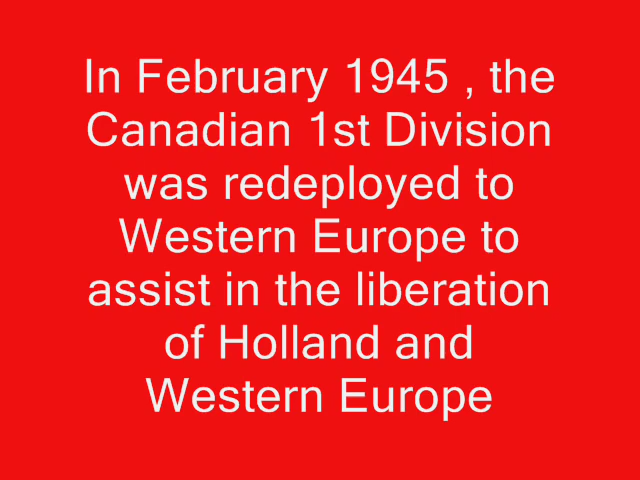 In February 1945 , the
Canadian 1st Division
was redeployed to
Western Europe to
assist in the liberation
of Holland and
Western Europe